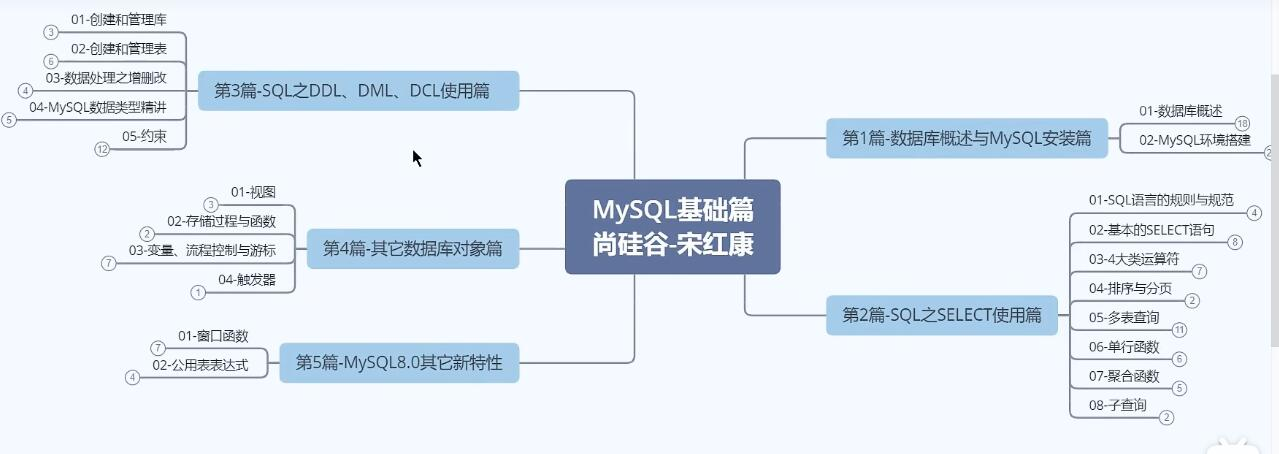 MySQL基础篇
尚硅谷-宋红康
第1篇-数据库概述与MySQL安装篇
01-数据库概述
18
02-MySQL环境搭建
第2篇-SQL之SELECT使用篇
01-SQL语言的规则与规范
4
02-基本的SELECT语句
8
03-4大类运算符
7
04-排序与分页
2
05-多表查询
11
06-单行函数
6
07-聚合函数
5
08-子查询
2
第3篇-SQL之DDL、DML、DCL使用篇
01-创建和管理库
3
02-创建和管理表
6
03-数据处理之增删改
4
04-MySQL数据类型精讲
5
05-约束
12
第4篇-其它数据库对象篇
01-视图
3
02-存储过程与函数
2
03-变量、流程控制与游标
7
04-触发器
1
第5篇-MySQL8.0其它新特性
01-窗口函数
7
02-公用表表达式
4